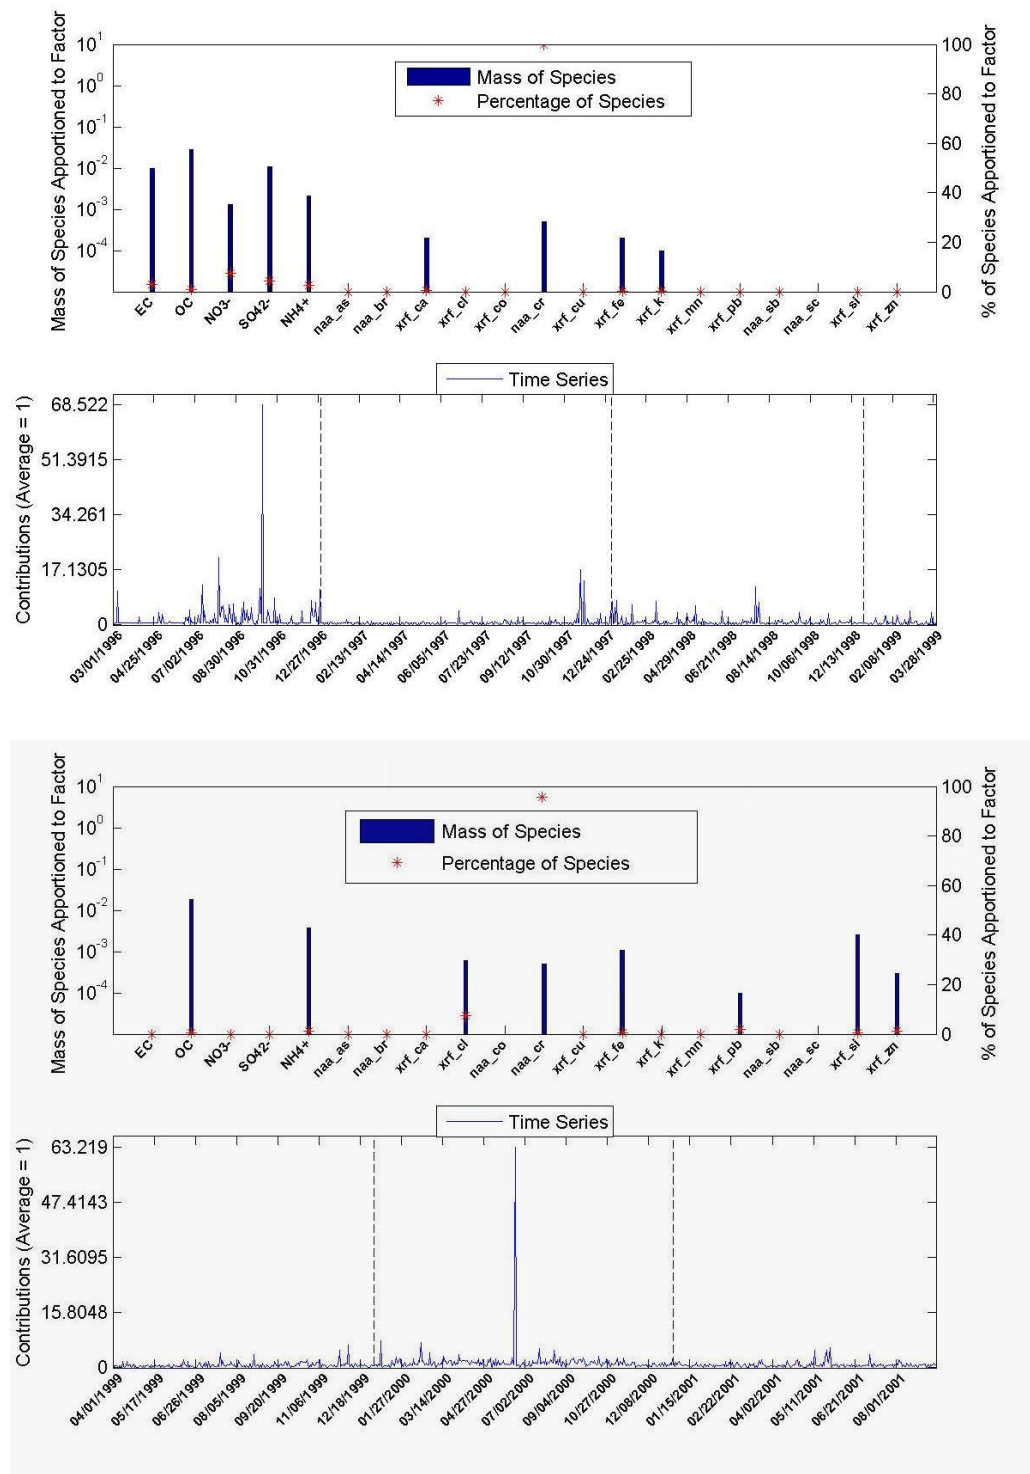 Mass of Species Apportioned to Factor
10^1
10^0
10^-1
10^-2
10^-3
10^-4
Mass of Species
Percentage of Species
100
80
60
40
20
0
% of Species Apportioned to Factor
EC
OC
NO3-
SO42-
NH4+
naa_as
naa_br
xrf_ca
xrf_cl
xrf_co
naa_cr
xrf_cu
xrf_fe
xrf_k
xrf_mn
xrf_pb
naa_sb
naa_sc
xrf_si
xrf_zn
Time Series
Contributions (Average = 1)
68.522
51.3915
34.261
17.1305
0
03/01/1996
04/25/1996
07/02/1996
08/30/1996
10/31/1996
12/27/1996
02/13/1997
04/14/1997
06/05/1997
07/23/1997
09/12/1997
10/30/1997
12/24/1997
02/25/1998
04/29/1998
06/21/1998
08/14/1998
10/06/1998
12/13/1998
02/08/1999
03/28/1999
Mass of Species Apportioned to Factor
10^1
10^0
10^-1
10^-2
10^-3
10^-4
Mass of Species
Percentage of Species
100
80
60
40
20
0
% of Species Apportioned to Factor
EC
OC
NO3-
SO42-
NH4+
naa_as
naa_br
xrf_ca
xrf_cl
naa_co
naa_cr
xrf_cu
xrf_fe
xrf_k
xrf_mn
xrf_pb
naa_sb
naa_sc
xrf_si
xrf_zn
Time Series
Contributions (Average = 1)
63.219
47.4143
31.6095
15.8048
0
04/01/1999
05/17/1999
06/26/1999
08/05/1999
09/20/1999
11/06/1999
12/18/1999
01/27/2000
03/14/2000
04/27/2000
07/02/2000
09/04/2000
10/27/2000
12/08/2000
01/15/2001
02/22/2001
04/02/2001
05/11/2001
06/21/2001
08/01/2001